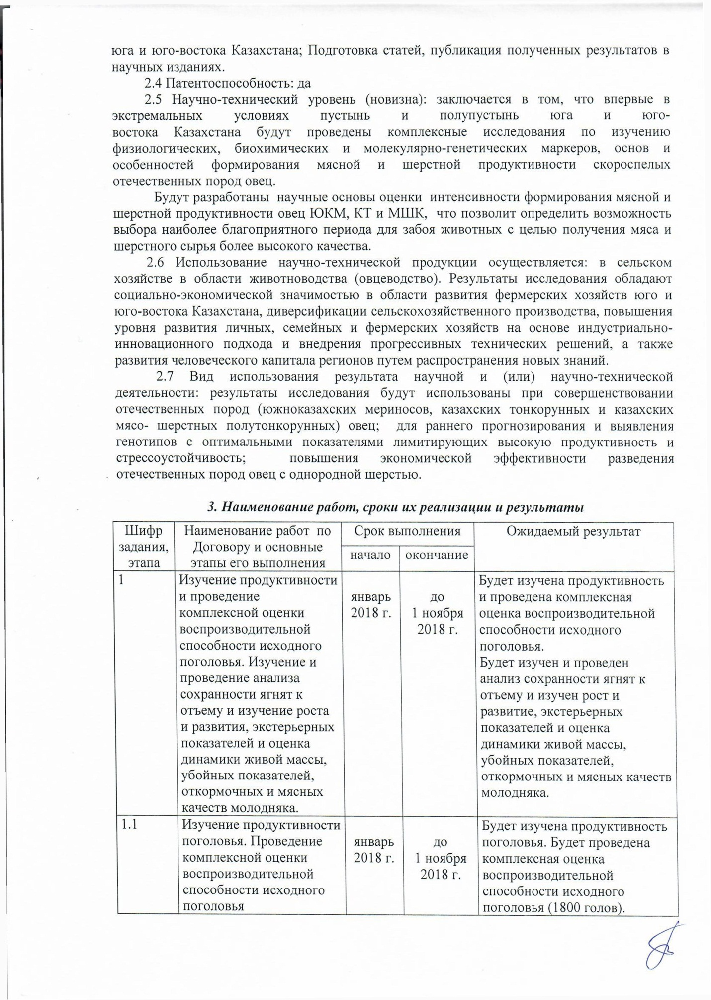 юга и юго-востока Казахстана; Подготовка статей, публикация полученных результатов в
научных изданиях.
2.4 Патентоспособность: да
2.5 Научно-технический уровень (новизна): заключается в том, что впервые в
экстремальных условиях пустынь и полупустынь юга и юго-
востока Казахстана будут проведены комплексные исследования по изучению
физиологических, биохимических и молекулярно-генетических маркеров, основ и
особенностей формирования мясной и шерстной продуктивности скороспелых
отечественных пород овец.
Будут разработаны научные основы оценки интенсивности формирования мясной и
шерстной продуктивности овец ЮКМ, КТ и МШК, что позволит определить возможность
выбора наиболее благоприятного периода для забоя животных с целью получения мяса и
шерстного сырья более высокого качества.
2.6 Использование научно-технической продукции осуществляется: в сельском
хозяйстве в области животноводства (овцеводство). Результаты исследования обладают
социально-экономической значимостью в области развития фермерских хозяйств юго и
юго-востока Казахстана, диверсификации сельскохозяйственного производства, повышения
уровня развития личных, семейных и фермерских хозяйств на основе индустриально-
инновационного подхода и внедрения прогрессивных технических решений, а также
развития человеческого капитала регионов путем распространения новых знаний.
2.7 Вид использования результата научной и (или) научно-технической
деятельности: результаты исследования будут использованы при совершенствовании
отечественных пород (южноказахских мериносов, казахских тонкорунных и казахских
мясо- шерстных полутонкорунных) овец; для раннего прогнозирования и выявления
генотипов с оптимальными показателями лимитирующих высокую продуктивность и
стрессоустойчивость; повышения экономической эффективности разведения
отечественных пород овец с однородной шерстью.
3. Наименование работ, сроки их реализации и результаты
Шифр
задания,
этапа
Наименование работ по
Договору и основные
этапы его выполнения
Срок выполнения
начало
окончание
Ожидаемый результат
1
Изучение продуктивности
и проведение
комплексной оценки
воспроизводительной
способности исходного
поголовья. Изучение и
проведение анализа
сохранности ягнят к
отъему и изучение роста
и развития, экстерьерных
показателей и оценка
динамики живой массы,
убойных показателей,
откормочных и мясных
качеств молодняка.
январь
2018 г.
до
1 ноября
2018 г.
Будет изучена продуктивность
и проведена комплексная
оценка воспроизводительной
способности исходного
поголовья.
Будет изучен и проведен
анализ сохранности ягнят к
отъему и изучен рост и
развитие, экстерьерных
показателей и оценка
динамики живой массы,
убойных показателей,
откормочных и мясных качеств
молодняка.
1.1
Изучение продуктивности
поголовья. Проведение
комплексной оценки
воспроизводительной
способности исходного
поголовья
январь
2018 г.
до
1 ноября
2018 г.
Будет изучена продуктивность
поголовья. Будет проведена
комплексная оценка
воспроизводительной
способности исходного
поголовья (1800 голов).